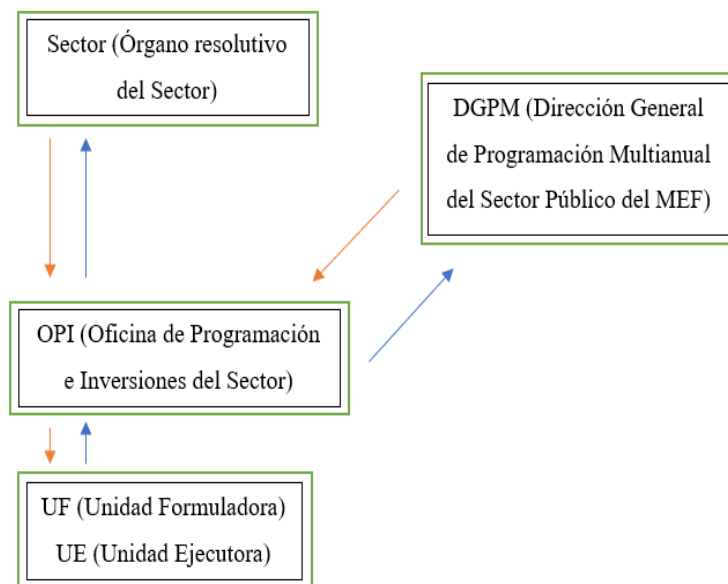 Sector (Órgano resolutivo
del Sector)
DGPM (Dirección General
de Programación Multianual
del Sector Público del MEF)
OPI (Oficina de Programación
e Inversiones del Sector)
UF (Unidad Formuladora)
UE (Unidad Ejecutora)